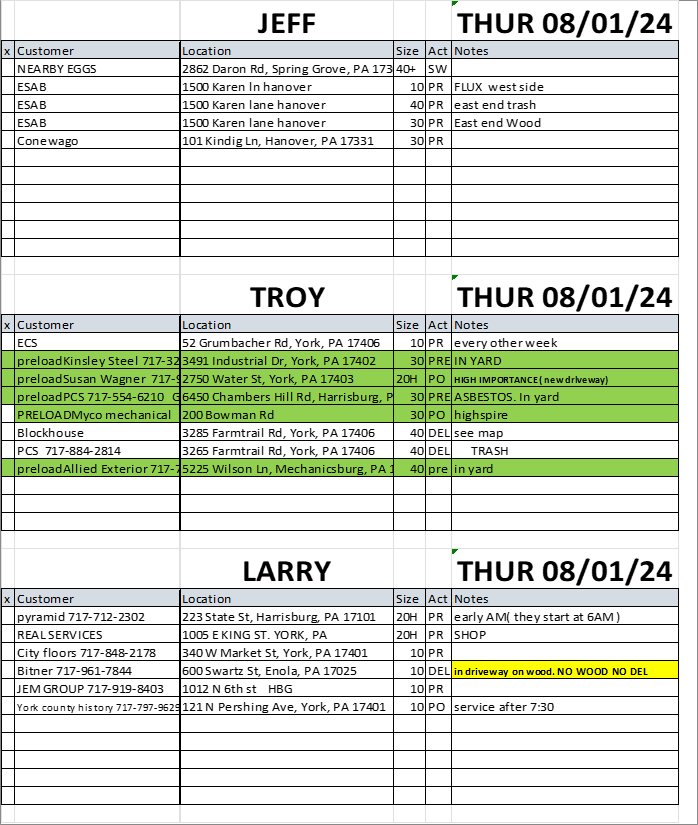 JEFF THUR 08/01/24
x Customer Location Size Act Notes
NEARBY EGGS 2862 Daron Rd, Spring Grove, PA 173 40+ SW
ESAB 1500 Karen ln hanover 10 PR FLUX west side
ESAB 1500 Karen lane hanover 40 PR east end trash
ESAB 1500 Karen lane hanover 30 PR East end Wood
Conewago 101 Kindig Ln, Hanover, PA 17331 30 PR
TROY THUR 08/01/24
x Customer Location Size Act Notes
ECS 52 Grumbacher Rd, York, PA 17406 10 PR every other week
preloadKinsley Steel 717-32 3491 Industrial Dr, York, PA 17402 30 PRE IN YARD
preloadSusan Wagner 717-9 2750 Water St, York, PA 17403 20H PO HIGH IMPORTANCE( new driveway)
preloadPCS 717-554-6210 G 6450 Chambers Hill Rd, Harrisburg, P 30 PRE ASBESTOS. In yard
PRELOADMyco mechanical 200 Bowman Rd 30 PO highspire
Blockhouse 3285 Farmtrail Rd, York, PA 17406 40 DEL see map
PCS 717-884-2814 3265 Farmtrail Rd, York, PA 17406 40 DEL TRASH
preloadAllied Exterior 717-7 5225 Wilson Ln, Mechanicsburg, PA 1 40 pre in yard
LARRY THUR 08/01/24
x Customer Location Size Act Notes
pyramid 717-712-2302 223 State St, Harrisburg, PA 17101 20H PR early AM( they start at 6AM )
REAL SERVICES 1005 E KING ST. YORK, PA 20H PR SHOP
City floors 717-848-2178 340 W Market St, York, PA 17401 10 PR
Bitner 717-961-7844 600 Swartz St, Enola, PA 17025 10 DEL in driveway on wood. NO WOOD NO DEL
JEM GROUP 717-919-8403 1012 N 6th st HBG 10 PR
York county history 717-797-9629 121 N Pershing Ave, York, PA 17401 10 PO service after 7:30